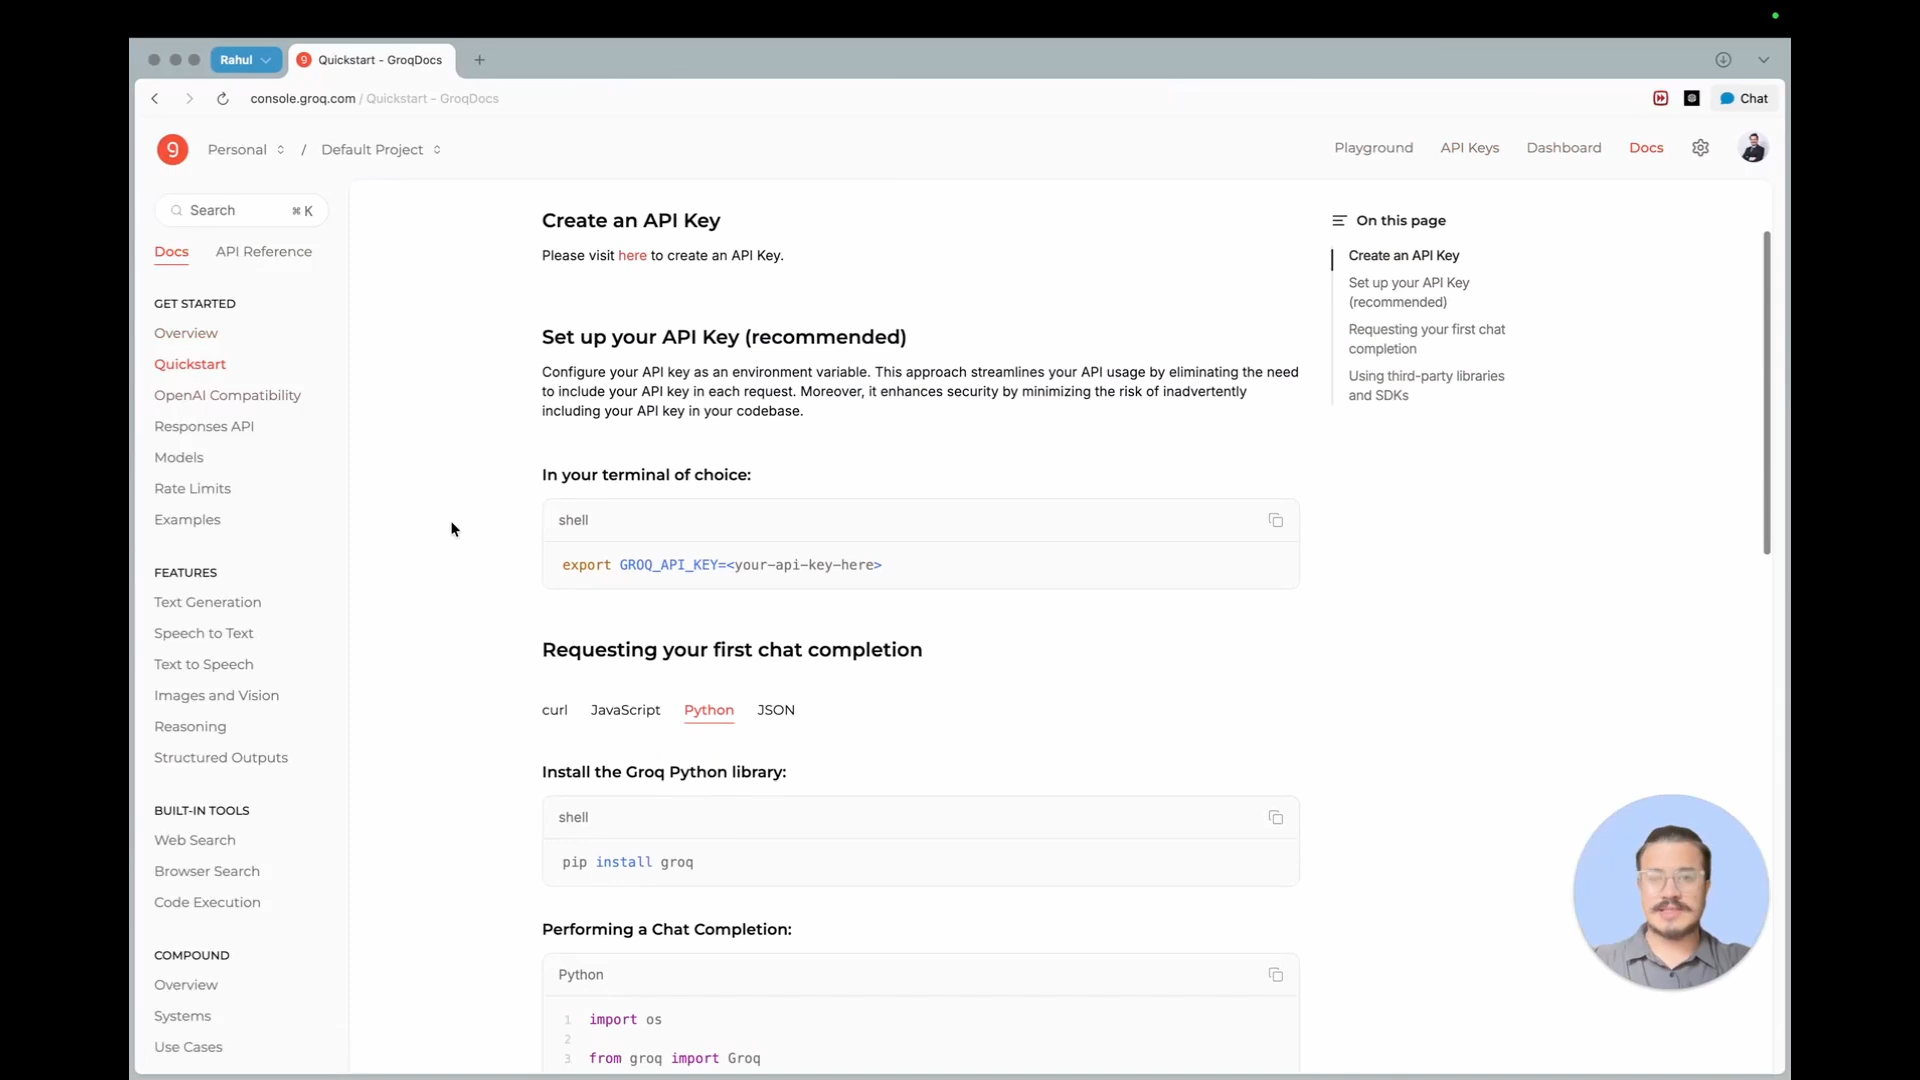 Rahul
Quickstart - GroqDocs
console.groq.com / Quickstart - GroqDocs
Chat
Personal / Default Project
Playground
API Keys
Dashboard
Docs
Search ⌘ K
Docs
API Reference
GET STARTED
Overview
Quickstart
OpenAI Compatibility
Responses API
Models
Rate Limits
Examples
FEATURES
Text Generation
Speech to Text
Text to Speech
Images and Vision
Reasoning
Structured Outputs
BUILT-IN TOOLS
Web Search
Browser Search
Code Execution
COMPOUND
Overview
Systems
Use Cases
Create an API Key
Please visit here to create an API Key.
Set up your API Key (recommended)
Configure your API key as an environment variable. This approach streamlines your API usage by eliminating the need
to include your API key in each request. Moreover, it enhances security by minimizing the risk of inadvertently
including your API key in your codebase.
In your terminal of choice:
shell
export GROQ_API_KEY=<your-api-key-here>
Requesting your first chat completion
curl
JavaScript
Python
JSON
Install the Groq Python library:
shell
pip install groq
Performing a Chat Completion:
Python
1 import os
2
3 from groq import Groq
On this page
Create an API Key
Set up your API Key
(recommended)
Requesting your first chat
completion
Using third-party libraries
and SDKs